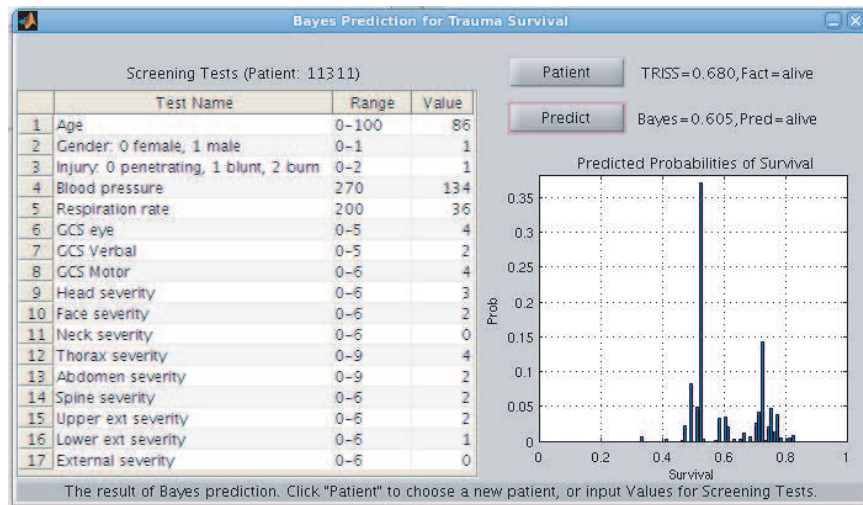 Bayes Prediction for Trauma Survival
Screening Tests (Patient: 11311)
Test Name Range Value
1 Age 0-100 86
2 Gender: 0 female, 1 male 0-1 1
3 Injury: 0 penetrating, 1 blunt, 2 burn 0-2 1
4 Blood pressure 270 134
5 Respiration rate 200 36
6 GCS eye 0-5 4
7 GCS Verbal 0-5 2
8 GCS Motor 0-6 4
9 Head severity 0-6 3
10 Face severity 0-6 2
11 Neck severity 0-6 0
12 Thorax severity 0-9 4
13 Abdomen severity 0-9 2
14 Spine severity 0-6 2
15 Upper ext severity 0-6 2
16 Lower ext severity 0-6 1
17 External severity 0-6 0
Patient TRISS=0.680,Fact=alive
Predict Bayes=0.605,Pred=alive
Predicted Probabilities of Survival
0.35
0.3
0.25
0.2
0.15
0.1
0.05
0
Prob
0 0.2 0.4 0.6 0.8 1
Survival
The result of Bayes prediction. Click "Patient" to choose a new patient, or input Values for Screening Tests.